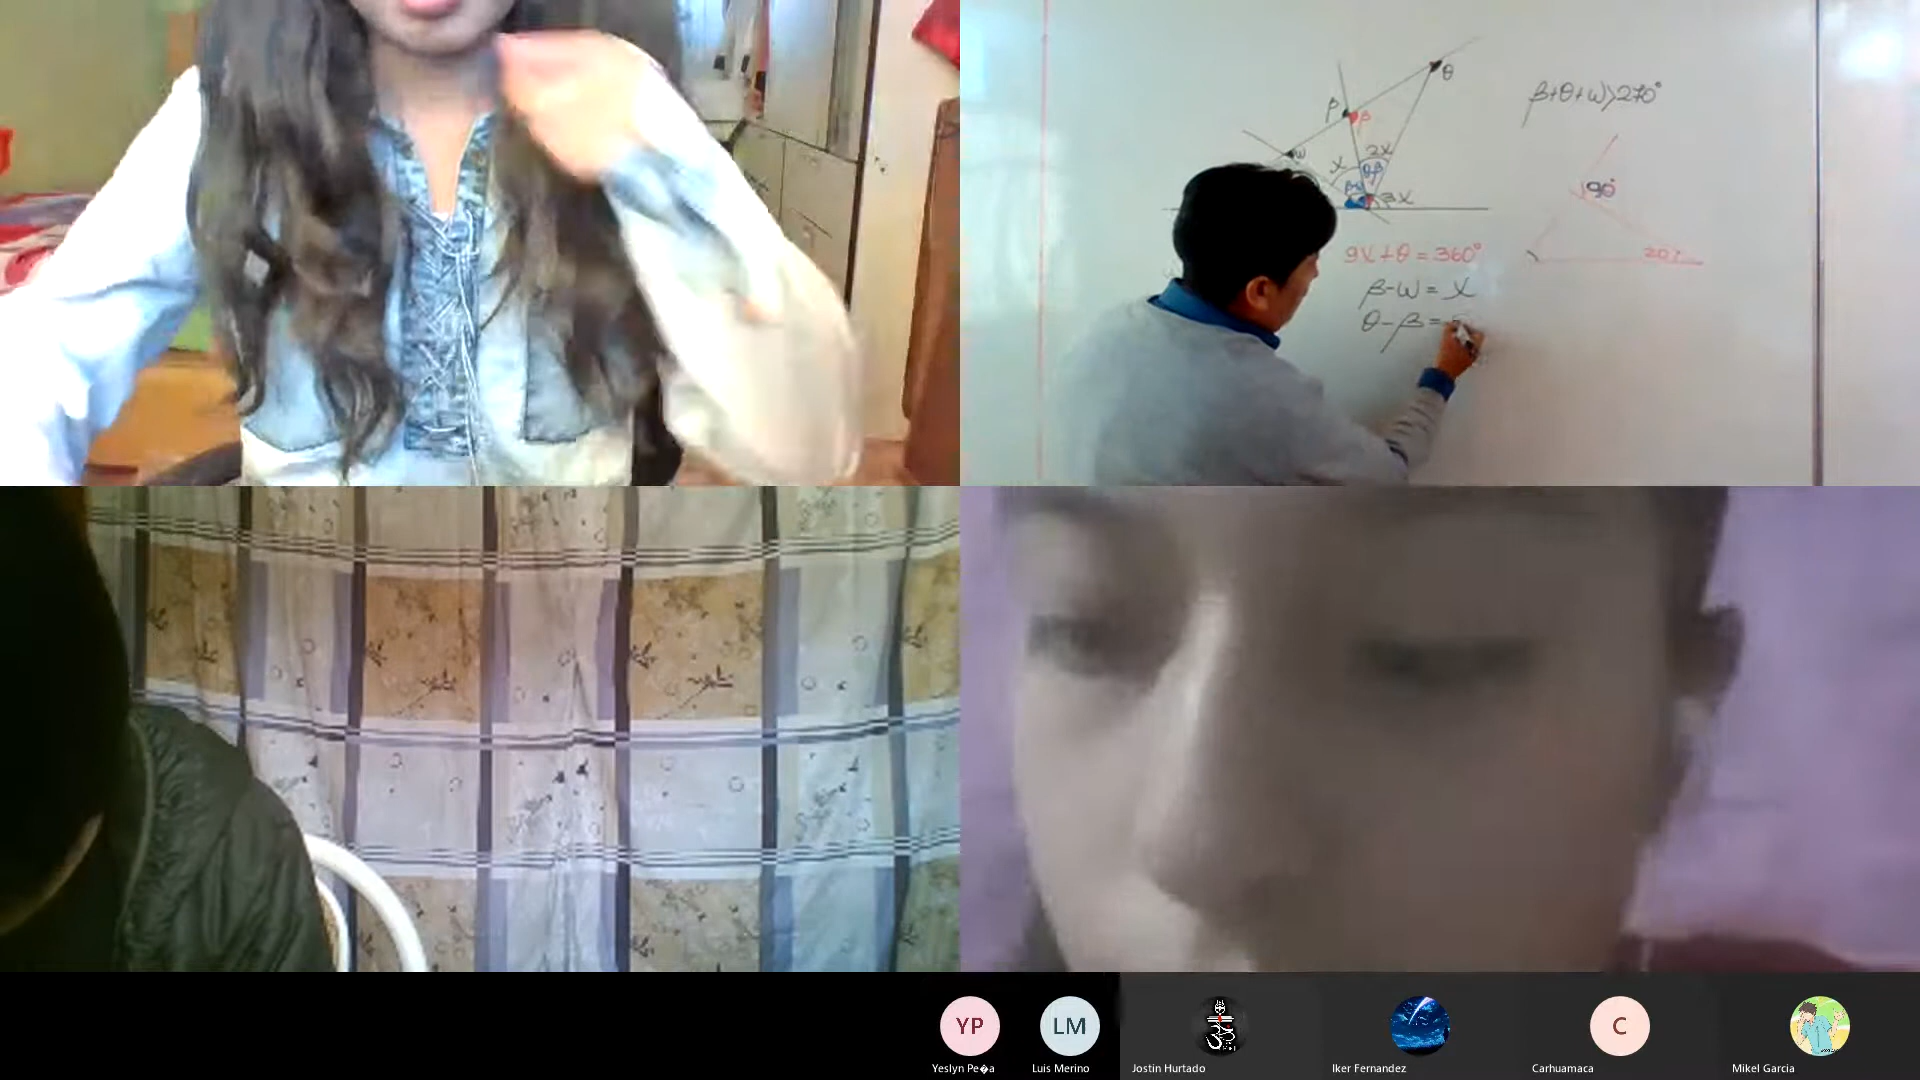 θ
β
β
ω
2X
X
θ-β
β-ω
3X
β+θ+ω>270°
90°
9X+θ=360°
β-ω=X
θ-β=
YP
LM
C
Yeslyn Pe�a
Luis Merino
Jostin Hurtado
Iker Fernandez
Carhuamaca
Mikel Garcia